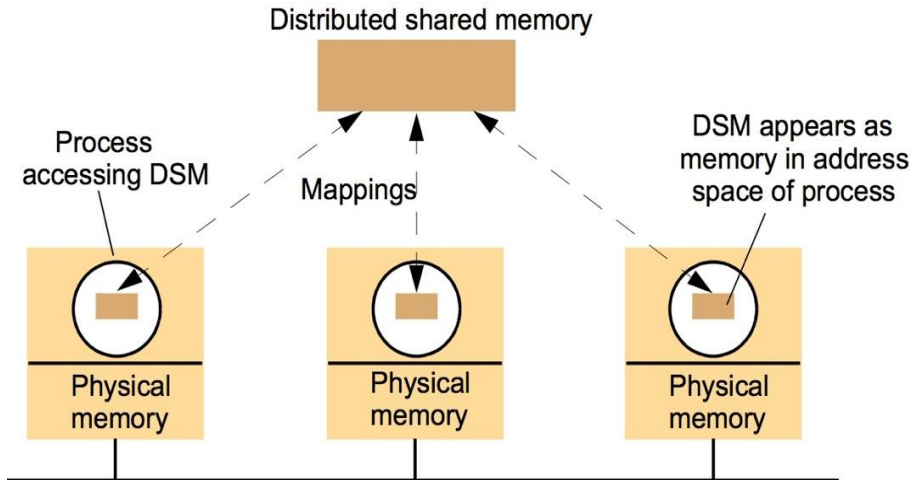 Distributed shared memory
Process
accessing DSM
Mappings
DSM appears as
memory in address
space of process
Physical
memory
Physical
memory
Physical
memory